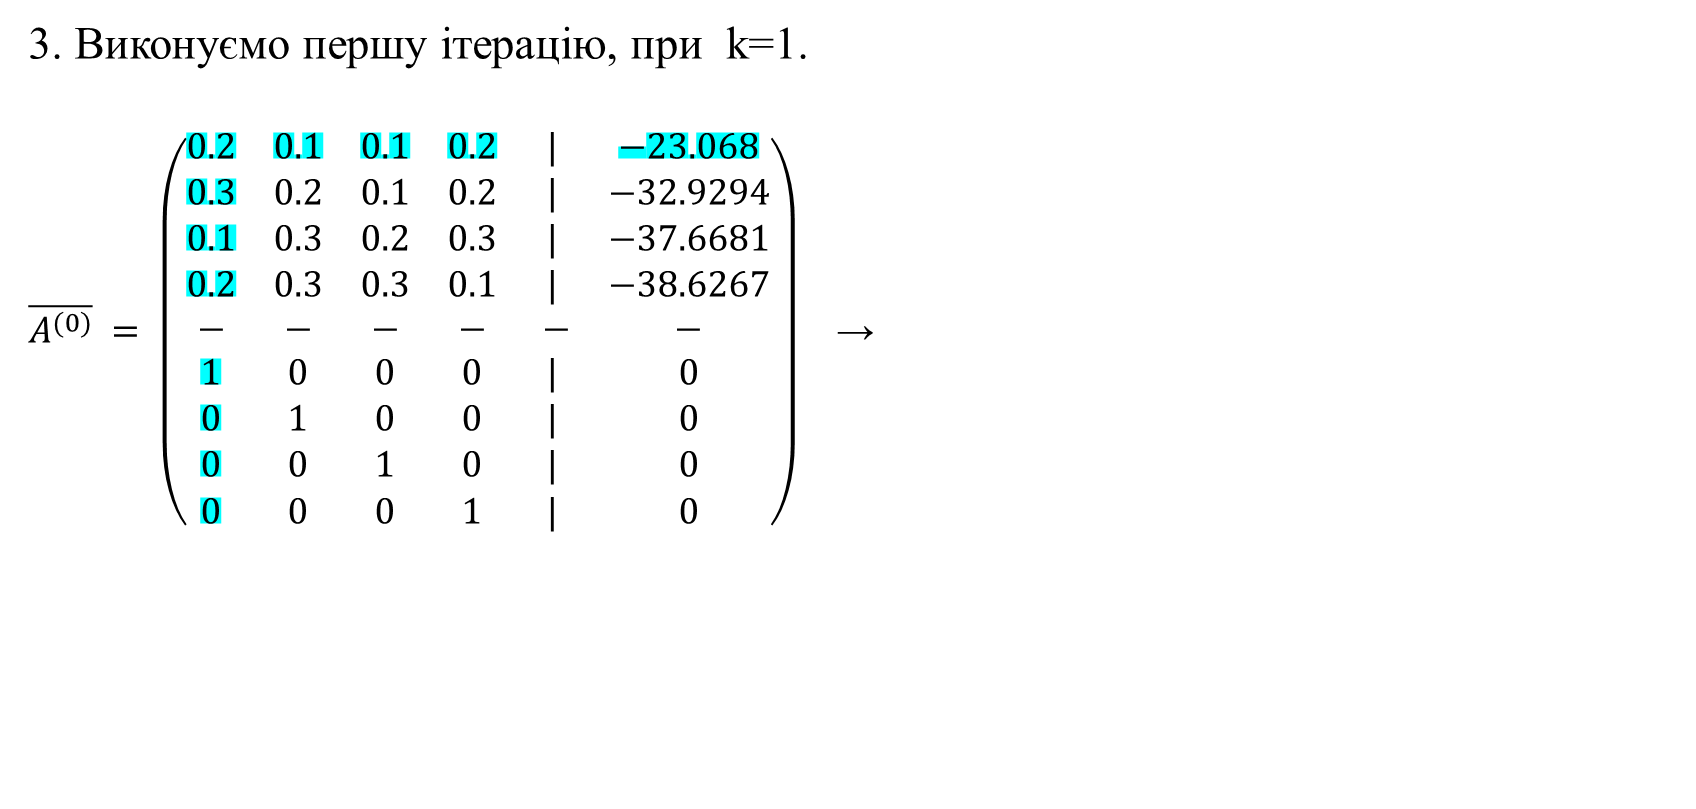 3. Виконуємо першу ітерацію, при k=1.
0.2 0.1 0.1 0.2 | −23.068
0.3 0.2 0.1 0.2 | −32.9294
0.1 0.3 0.2 0.3 | −37.6681
0.2 0.3 0.3 0.1 | −38.6267
A⁽⁰⁾ = − − − − − − →
1 0 0 0 | 0
0 1 0 0 | 0
0 0 1 0 | 0
0 0 0 1 | 0